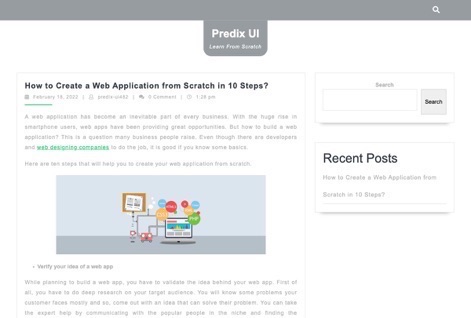 Predix UI
Learn From Scratch
How to Create a Web Application from Scratch in 10 Steps?
February 19, 2022 | predix-ui442 | 0 Comment | 1:28 pm
A web application has become an inevitable part of every business. With the huge rise in
smartphone users, web apps have been providing great opportunities. But how to build a web
application? This is a question many business people raise. Even though there are developers
and web designing companies to do the job, it is good if you know some basics.
Here are ten steps that will help you to create your web application from scratch.
Verify your idea of a web app
While planning to build a web app, you have to validate the idea behind your web app. First of
all, you have to do deep research on your target audience. You will know some problems your
customer faces mostly and so, come out with an idea that can solve their problem. You can take
the expert help by communicating with the popular people in the niche and finding the
Search
Search
Recent Posts
How to Create a Web Application from
Scratch in 10 Steps?